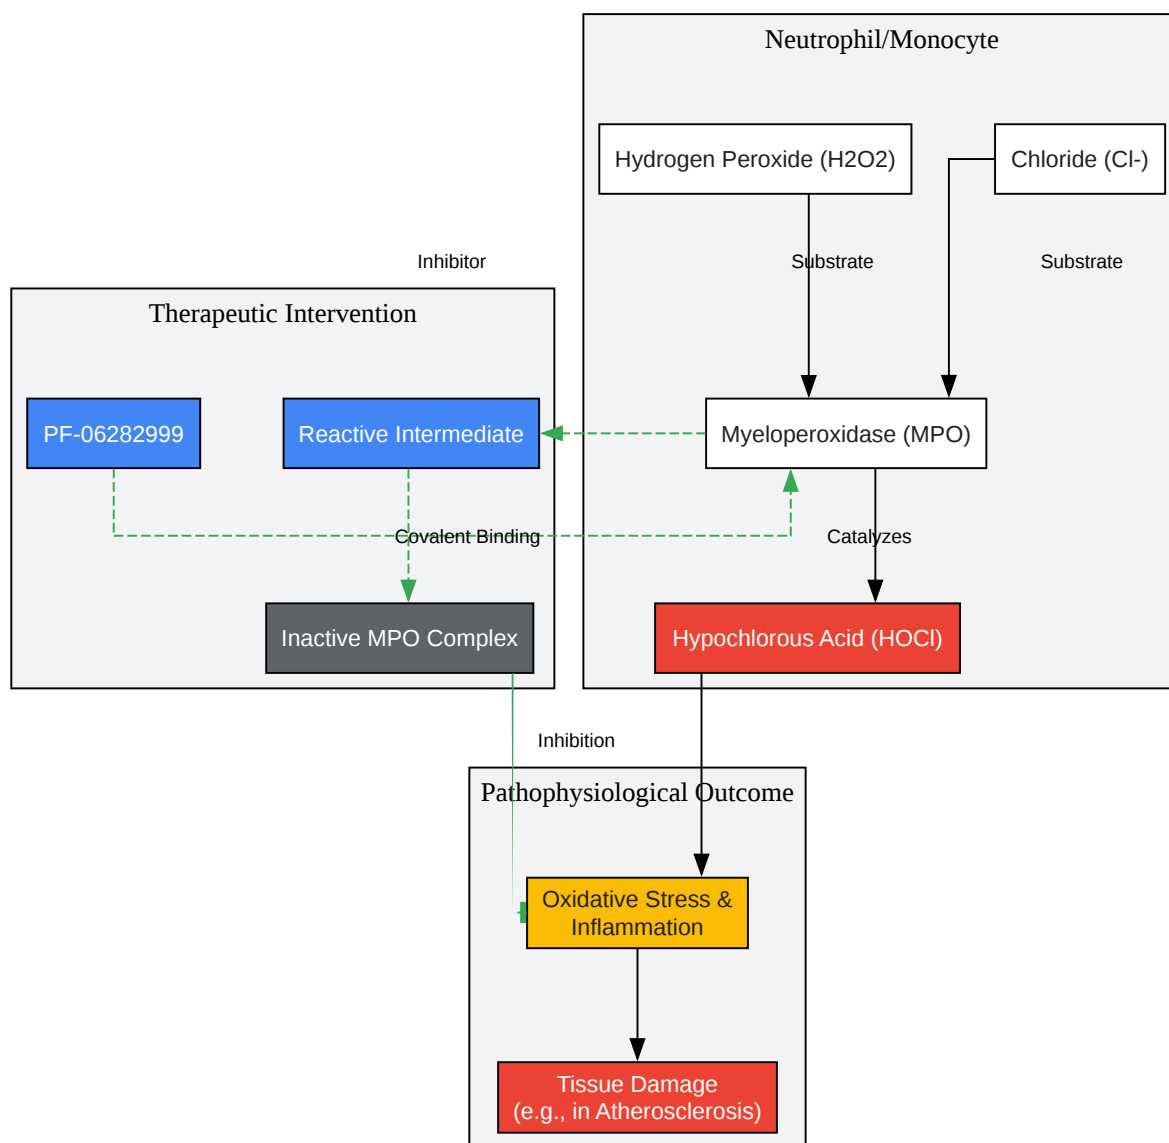 Neutrophil/Monocyte
Hydrogen Peroxide (H2O2)
Chloride (Cl-)
Inhibitor
Substrate
Substrate
Therapeutic Intervention
PF-06282999
Reactive Intermediate
Myeloperoxidase (MPO)
Covalent Binding
Catalyzes
Inactive MPO Complex
Hypochlorous Acid (HOCl)
Inhibition
Pathophysiological Outcome
Oxidative Stress &
Inflammation
Tissue Damage
(e.g., in Atherosclerosis)